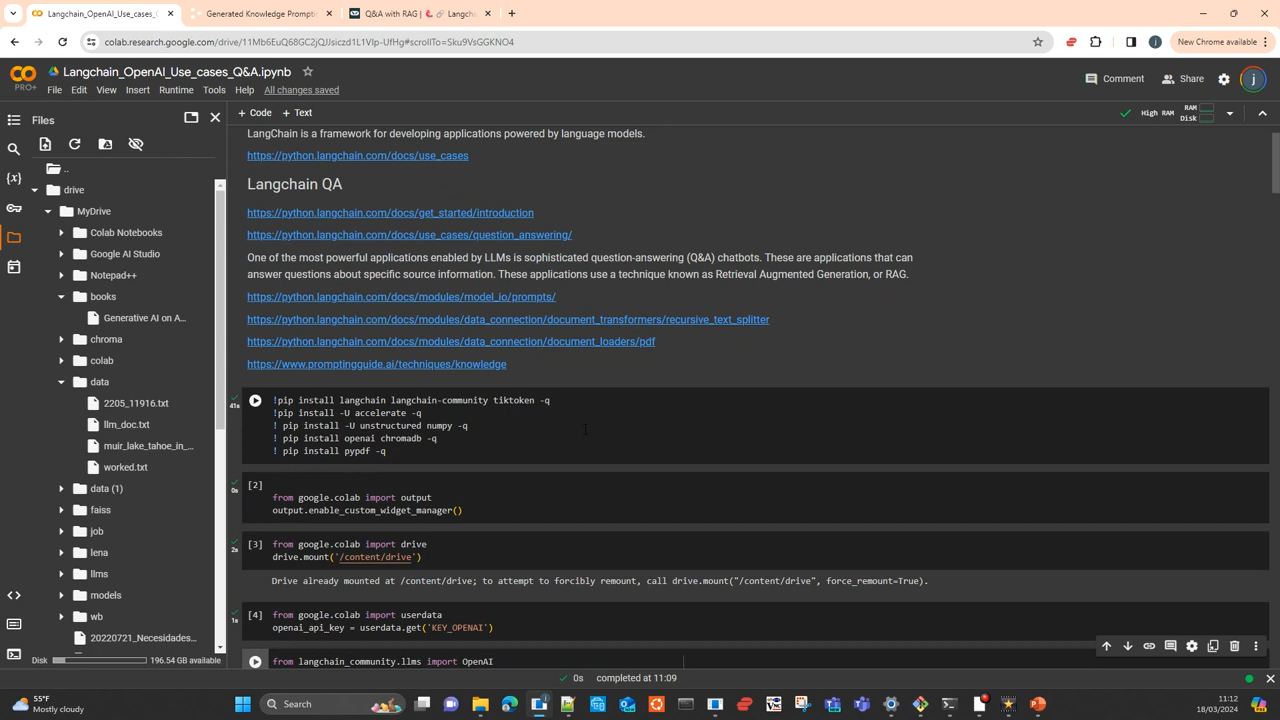 Langchain_OpenAI_Use_cases_Q
Generated Knowledge Prompti
Q&A with RAG | 🦜🔗 Langch
colab.research.google.com/drive/11Mb6EuQ68GC2jQJJsiczd1L1Vlp-UfHg#scrollTo=Sku9VsGGKNO4
New Chrome available
CO
PRO+
Langchain_OpenAI_Use_cases_Q&A.ipynb
File Edit View Insert Runtime Tools Help All changes saved
Comment
Share
j
+ Code + Text
High RAM
RAM
Disk
Files
..
drive
MyDrive
Colab Notebooks
Google AI Studio
Notepad++
books
Generative AI on A...
chroma
colab
data
2205_11916.txt
llm_doc.txt
muir_lake_tahoe_in_...
worked.txt
data (1)
faiss
job
lena
llms
models
wb
20220721_Necesidades...
Disk
196.54 GB available
LangChain is a framework for developing applications powered by language models.
https://python.langchain.com/docs/use_cases
Langchain QA
https://python.langchain.com/docs/get_started/introduction
https://python.langchain.com/docs/use_cases/question_answering/
One of the most powerful applications enabled by LLMs is sophisticated question-answering (Q&A) chatbots. These are applications that can
answer questions about specific source information. These applications use a technique known as Retrieval Augmented Generation, or RAG.
https://python.langchain.com/docs/modules/model_io/prompts/
https://python.langchain.com/docs/modules/data_connection/document_transformers/recursive_text_splitter
https://python.langchain.com/docs/modules/data_connection/document_loaders/pdf
https://www.promptingguide.ai/techniques/knowledge
41s
!pip install langchain langchain-community tiktoken -q
!pip install -U accelerate -q
! pip install -U unstructured numpy -q
! pip install openai chromadb -q
! pip install pypdf -q
[2]
0s
from google.colab import output
output.enable_custom_widget_manager()
[3] from google.colab import drive
2s
drive.mount('/content/drive')
Drive already mounted at /content/drive; to attempt to forcibly remount, call drive.mount("/content/drive", force_remount=True).
[4] from google.colab import userdata
1s
openai_api_key = userdata.get('KEY_OPENAI')
from langchain_community.llms import OpenAI
0s completed at 11:09
55°F
Mostly cloudy
Search
11:12
18/03/2024